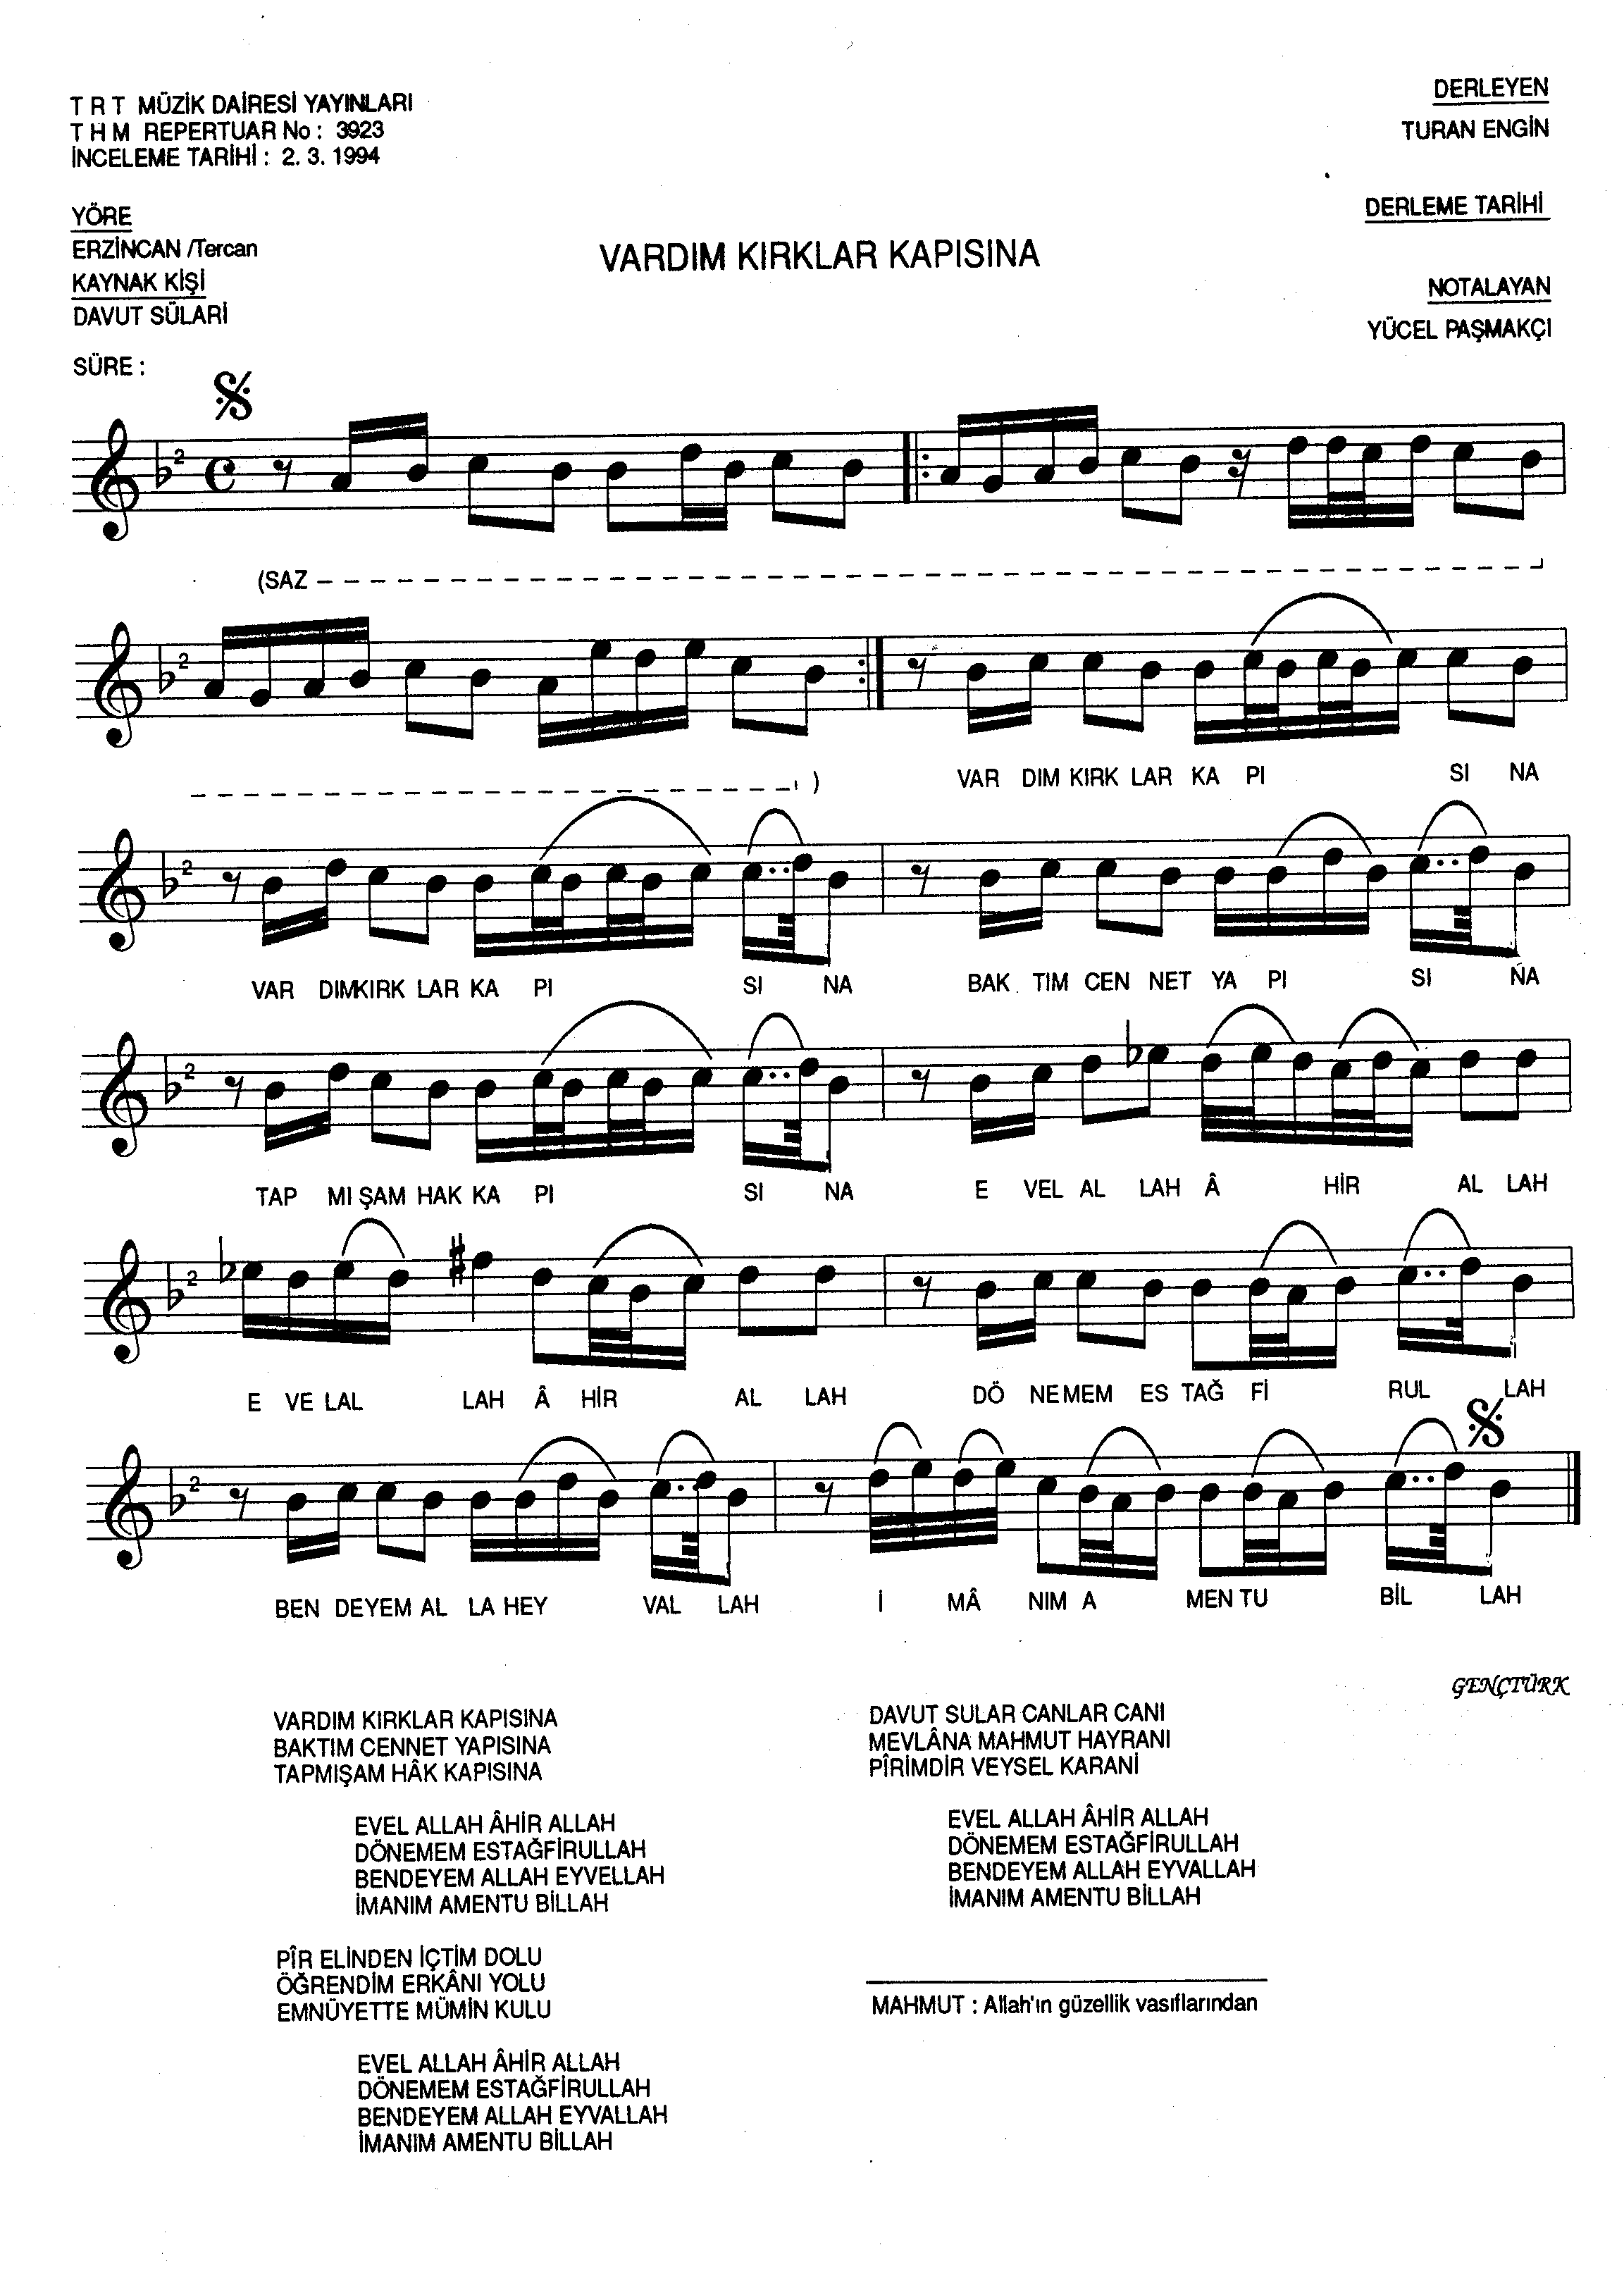 T R T MÜZİK DAİRESİ YAYINLARI
T H M REPERTUAR No : 3923
İNCELEME TARİHİ : 2. 3. 1994
DERLEYEN
TURAN ENGİN
YÖRE
ERZİNCAN /Tercan
KAYNAK KİŞİ
DAVUT SÜLARİ
VARDIM KIRKLAR KAPISINA
DERLEME TARİHİ
NOTALAYAN
YÜCEL PAŞMAKÇI
SÜRE :
(SAZ
)
VAR DIM KIRK LAR KA PI SI NA
VAR DIM KIRK LAR KA PI SI NA BAK TIM CEN NET YA PI SI NA
TAP MI ŞAM HAK KA PI SI NA E VEL AL LAH Â HİR AL LAH
E VE LAL LAH Â HİR AL LAH DÖ NEMEM ES TAĞ Fİ RUL LAH
BEN DEYEM AL LA HEY VAL LAH İ MÂ NIM A MEN TU BİL LAH
GENÇTÜRK
VARDIM KIRKLAR KAPISINA
BAKTIM CENNET YAPISINA
TAPMIŞAM HÂK KAPISINA
EVEL ALLAH ÂHİR ALLAH
DÖNEMEM ESTAĞFİRULLAH
BENDEYEM ALLAH EYVELLAH
İMANIM AMENTU BİLLAH
PÎR ELİNDEN İÇTİM DOLU
ÖĞRENDİM ERKÂNI YOLU
EMNÜYETTE MÜMİN KULU
EVEL ALLAH ÂHİR ALLAH
DÖNEMEM ESTAĞFİRULLAH
BENDEYEM ALLAH EYVALLAH
İMANIM AMENTU BİLLAH
DAVUT SULAR CANLAR CANI
MEVLÂNA MAHMUT HAYRANI
PÎRİMDİR VEYSEL KARANİ
EVEL ALLAH ÂHİR ALLAH
DÖNEMEM ESTAĞFİRULLAH
BENDEYEM ALLAH EYVALLAH
İMANIM AMENTU BİLLAH
MAHMUT : Allah'ın güzellik vasıflarından